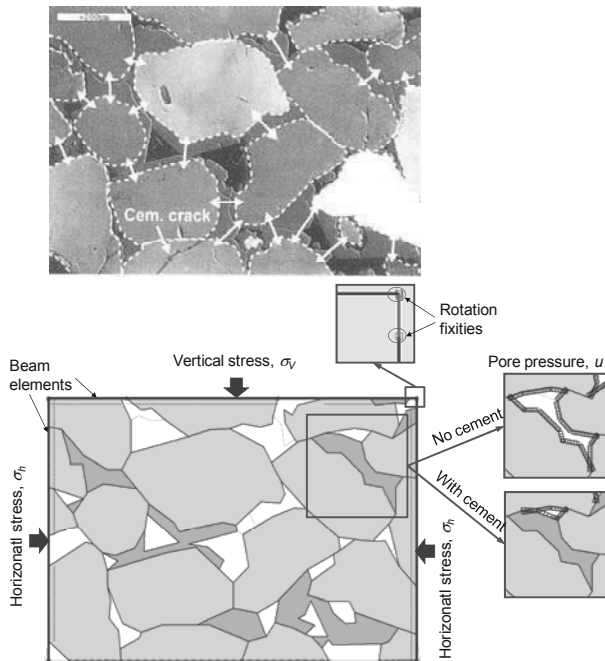 Cem. crack
Rotation
fixities
Beam
elements
Vertical stress, σV
Pore pressure, u
No cement
With cement
Horizonatl stress, σh
Horizonatl stress, σh